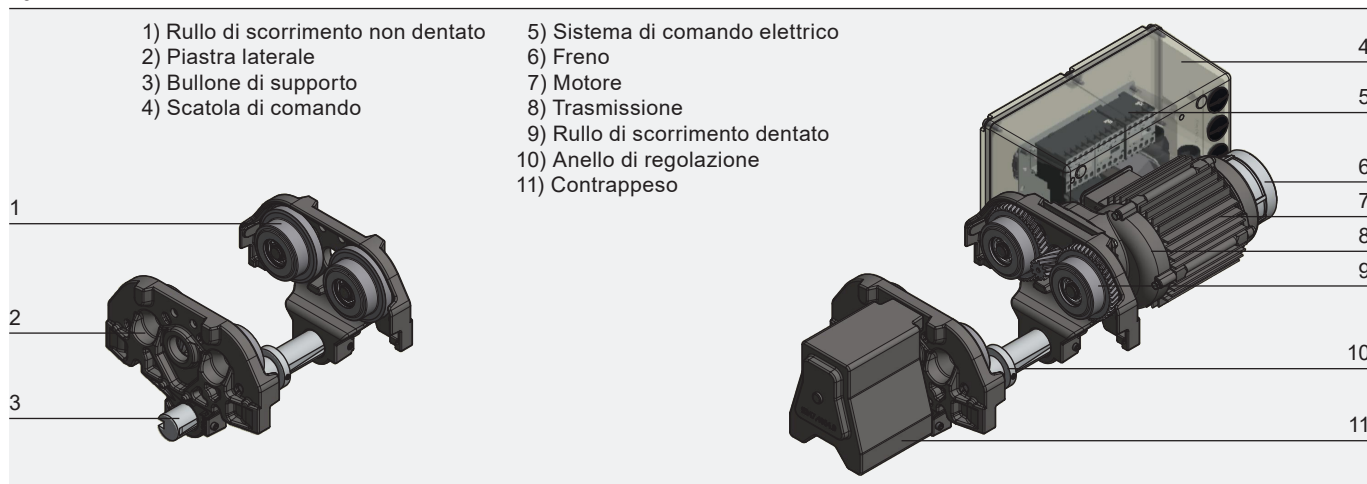 1) Rullo di scorrimento non dentato
2) Piastra laterale
3) Bullone di supporto
4) Scatola di comando
5) Sistema di comando elettrico
6) Freno
7) Motore
8) Trasmissione
9) Rullo di scorrimento dentato
10) Anello di regolazione
11) Contrappeso
1
2
3
4
5
6
7
8
9
10
11